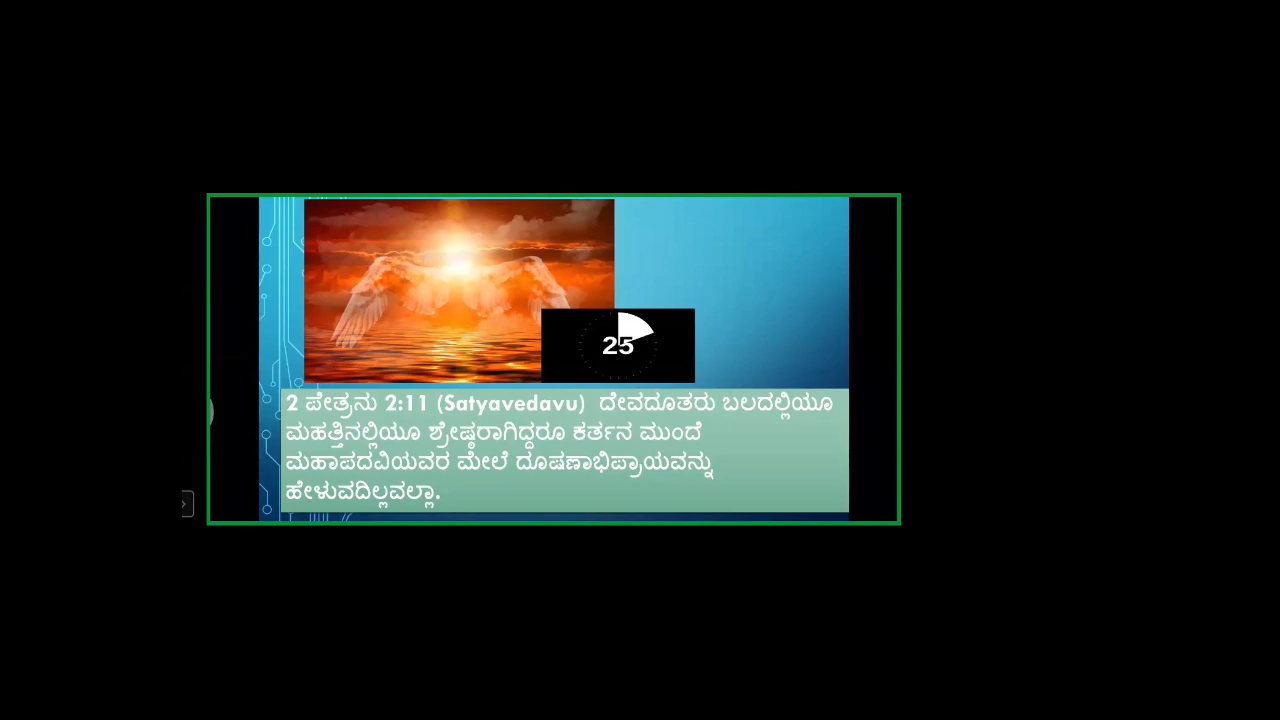 25
2 ಪೇತ್ರನು 2:11 (Satyavedavu) ದೇವದೂತರು ಬಲದಲ್ಲಿಯೂ
ಮಹತ್ತಿನಲ್ಲಿಯೂ ಶ್ರೇಷ್ಠರಾಗಿದ್ದರೂ ಕರ್ತನ ಮುಂದೆ
ಮಹಾಪದವಿಯವರ ಮೇಲೆ ದೂಷಣಾಭಿಪ್ರಾಯವನ್ನು
ಹೇಳುವದಿಲ್ಲವಲ್ಲಾ.